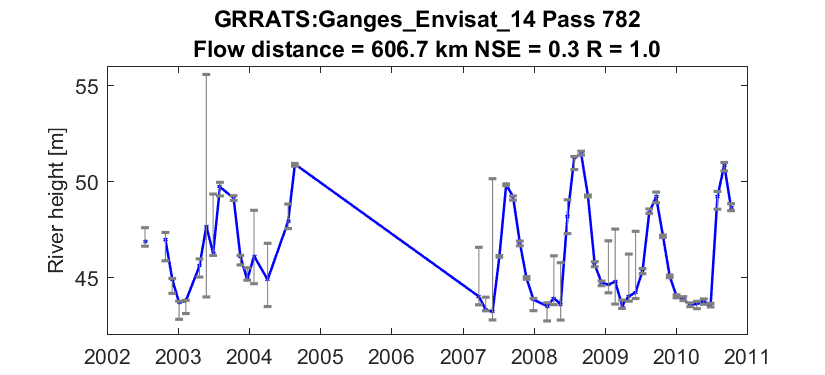 GRRATS:Ganges_Envisat_14 Pass 782
Flow distance = 606.7 km NSE = 0.3 R = 1.0
River height [m]
55
50
45
2002 2003 2004 2005 2006 2007 2008 2009 2010 2011